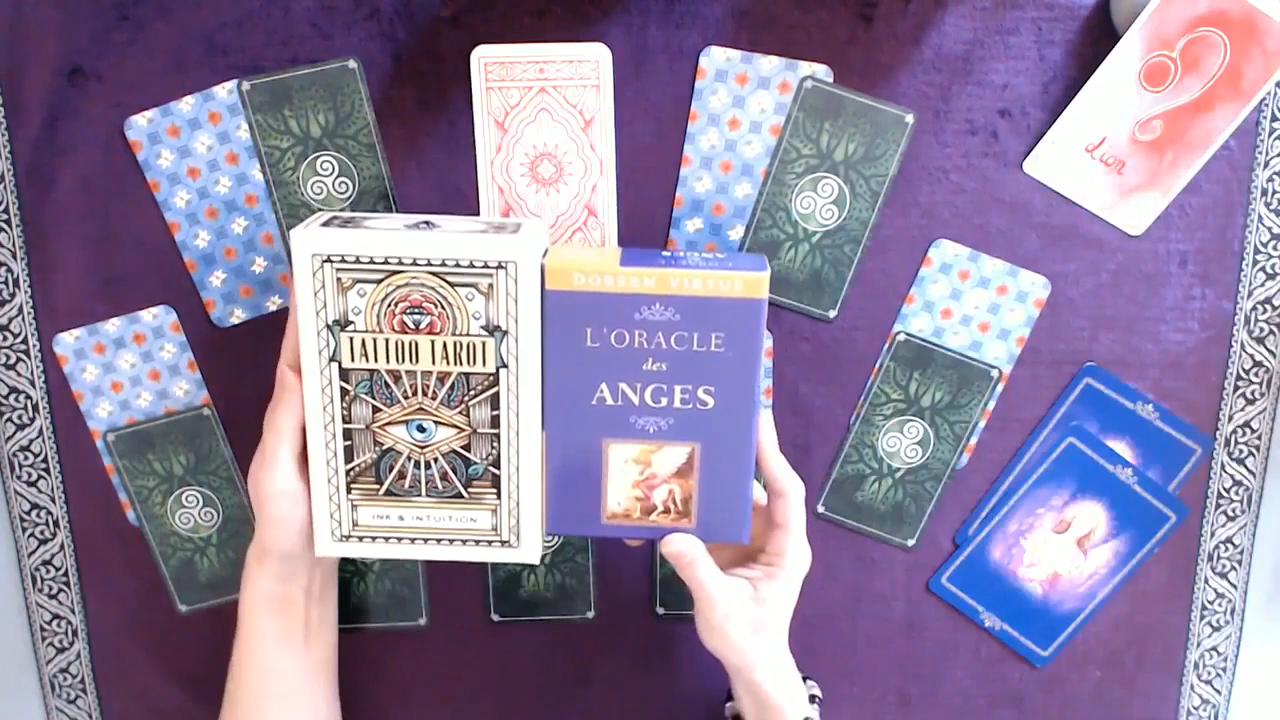 Lion
TATTOO TAROT
INK & INTUITION
DOREEN VIRTUE
L'ORACLE
des
ANGES